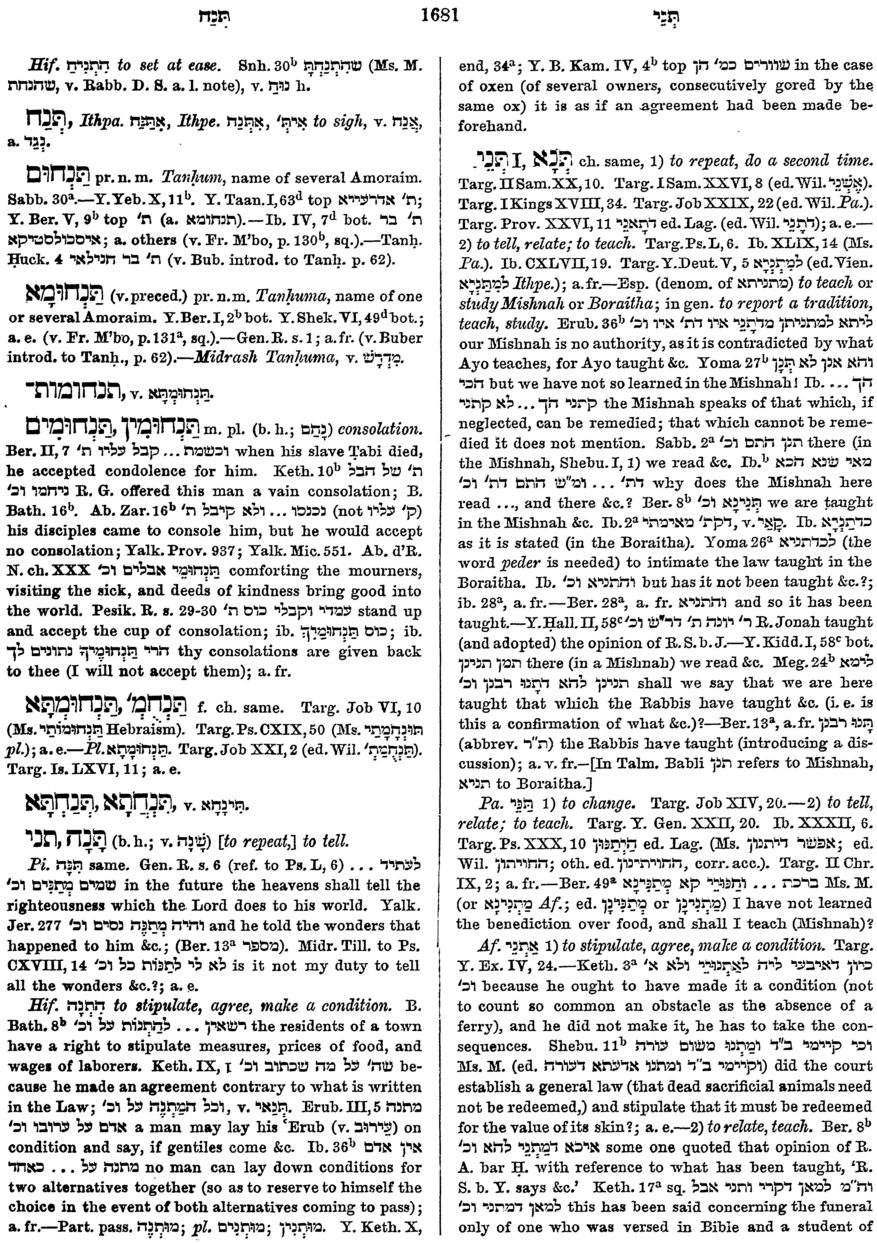 תְּנַח 1681 תְּנֵי
Hif. הִתְנִיחַ to set at ease. Snh. 30b שהתנחת (Ms. M.
שהנחת, v. Rabb. D. S. a. l. note), v. נוּחַ h.
תְּנַח, Ithpa. אִתַּנַּח, Ithpe. אִתְּנַח, אִיתְּ׳ to sigh, v. אֲנַח,
a. נְגַד.
תַּנְחוּם pr. n. m. Tanḥum, name of several Amoraim.
Sabb. 30a.—Y. Yeb. X, 11b. Y. Taan. I, 63d top ת׳ אדרעייא;
Y. Ber. V, 9b top ת׳ (a. תנחומא).—Ib. IV, 7d bot. ת׳ בר
איסכולסטיקא; a. others (v. Fr. M'bo, p. 130b, sq.).—Tanḥ.
Ḥuck. 4 ת׳ בר חנילאי (v. Bub. introd. to Tanḥ. p. 62).
תַּנְחוּמָא (v. preced.) pr. n. m. Tanḥuma, name of one
or several Amoraim. Y. Ber. I, 2b bot. Y. Shek. VI, 49d bot.;
a. e. (v. Fr. M'bo, p. 131a, sq.).—Gen. R. s. 1; a. fr. (v. Buber
introd. to Tanḥ., p. 62).—Midrash Tanḥuma, v. מִדְרָשׁ.
תנחומות־, v. תַּנְחוּמְתָּא.
תַּנְחוּמִין, תַּנְחוּמִים m. pl. (b. h.; נָחַם) consolation.
Ber. II, 7 וכשמת ... קבל עליו ת׳ when his slave Tabi died,
he accepted condolence for him. Keth. 10b
ת׳ של הבל ניחמו וכ׳ R. G. offered this man a vain consolation; B.
Bath. 16b. Ab. Zar. 16b נכנסו ... ולא קיבל ת׳ (not ק׳ עליו)
his disciples came to console him, but he would accept
no consolation; Yalk. Prov. 937; Yalk. Mic. 551. Ab. d'R.
N. ch. XXX תַּנְחוּמֵי אבלים וכ׳ comforting the mourners,
visiting the sick, and deeds of kindness bring good into
the world. Pesik. R. s. 29-30 עמדי וקבלי כוס ת׳ stand up
and accept the cup of consolation; ib. כוס תַּנְחוּמַיִךְ; ib.
הרי תַּנְחוּמֶיךָ נתונים לך thy consolations are given back
to thee (I will not accept them); a. fr.
תַּנְחֻמְ׳, תַּנְחוּמְתָּא f. ch. same. Targ. Job VI, 10
(Ms. תַּנְחוּמוֹתַי Hebraism). Targ. Ps. CXIX, 50 (Ms. תּוּנְחָמָתִי
pl.); a. e.—Pl. תַּנְחוּמָתָא. Targ. Job XXI, 2 (ed. Wil. תַּנְחֻמָת׳).
Targ. Is. LXVI, 11; a. e.
תַּנְחָתָא, תַּנַּחְתָּא, v. תִּינָחָא.
תָּנָה, תני (b. h.; v. שָׁנָה) [to repeat,] to tell.
Pi. תִּנָּה same. Gen. R. s. 6 (ref. to Ps. L, 6) לעתיד ...
שמים מְתַנִּים וכ׳ in the future the heavens shall tell the
righteousness which the Lord does to his world. Yalk.
Jer. 277 והיה מְתַנֶּה נסים וכ׳ and he told the wonders that
happened to him &c.; (Ber. 13a מספר). Midr. Till. to Ps.
CXVIII, 14 לא לי לְתַנּוֹת כל וכ׳ is it not my duty to tell
all the wonders &c.?; a. e.
Hif. הִתְנָה to stipulate, agree, make a condition. B.
Bath. 8b רשאין ... לְהַתְנוֹת על וכ׳ the residents of a town
have a right to stipulate measures, prices of food, and
wages of laborers. Keth. IX, 1 שה׳ על מה שכתוב וכ׳ be-
cause he made an agreement contrary to what is written
in the Law; וכל הַמַּתְנֶה על וכ׳, v. תְּנַאי. Erub. III, 5 מתנה
אדם על ערובו וכ׳ a man may lay his ʿErub (v. עֵירוּב) on
condition and say, if gentiles come &c. Ib. 36b אין אדם
מתנה על ... כאחד no man can lay down conditions for
two alternatives together (so as to reserve to himself the
choice in the event of both alternatives coming to pass);
a. fr.—Part. pass. מוּתְנֶה; pl. מוּתְנִים; מוּתְנִין. Y. Keth. X,
end, 34a; Y. B. Kam. IV, 4b top שוורים כמ׳ הן in the case
of oxen (of several owners, consecutively gored by the
same ox) it is as if an agreement had been made be-
forehand.
תְּנֵי I, תְּנָא ch. same, 1) to repeat, do a second time.
Targ. II Sam. XX, 10. Targ. I Sam. XXVI, 8 (ed. Wil. אֶשְׁנֵי).
Targ. I Kings XVIII, 34. Targ. Job XXIX, 22 (ed. Wil. Pa.).
Targ. Prov. XXVI, 11 דתאני ed. Lag. (ed. Wil. דְּתָנֵי); a. e.—
2) to tell, relate; to teach. Targ. Ps. L, 6. Ib. XLIX, 14 (Ms.
Pa.). Ib. CXLVII, 19. Targ. Y. Deut. V, 5 לְמִתְנָיָא (ed. Vien.
לְמִתַּנְיָא Ithpe.); a. fr.—Esp. (denom. of מתניתא) to teach or
study Mishnah or Boraitha; in gen. to report a tradition,
teach, study. Erub. 36b ליתא למתניתין מדתני איו דת׳ איו וכ׳
our Mishnah is no authority, as it is contradicted by what
Ayo teaches, for Ayo taught &c. Yoma 27b והא אנן לא תְּנַן
הכי but we have not so learned in the Mishnah! Ib. ... הך
קתני הך ... לא קתני the Mishnah speaks of that which, if
neglected, can be remedied; that which cannot be reme-
died it does not mention. Sabb. 2a תנן התם וכ׳ there (in
the Mishnah, Shebu. I, 1) we read &c. Ib.b מאי שנא הכא
דת׳ ... ומ״ש התם דת׳ וכ׳ why does the Mishnah here
read ..., and there &c.? Ber. 8b תְּנֵינָא וכ׳ we are taught
in the Mishnah &c. Ib. 2a דקת׳ מאימתי, v. קָאֵי. Ib. כדתַנְיָא
as it is stated (in the Boraitha). Yoma 26a לכדתניא (the
word peder is needed) to intimate the law taught in the
Boraitha. Ib. והתניא וכ׳ but has it not been taught &c.?;
ib. 28a, a. fr.—Ber. 28a, a. fr. והתניא and so it has been
taught.—Y. Hall. II, 58c ר׳ יונה ת׳ דר״ש וכ׳ R. Jonah taught
(and adopted) the opinion of R. S. b. J.—Y. Kidd. I, 58c bot.
תמן תנינן there (in a Mishnah) we read &c. Meg. 24b לימא
תנינן להא דתָנוּ רבנן וכ׳ shall we say that we are here
taught that which the Rabbis have taught &c. (i. e. is
this a confirmation of what &c.)?—Ber. 13a, a. fr. תָּנוּ רבנן
(abbrev. ת״ר) the Rabbis have taught (introducing a dis-
cussion); a. v. fr.—[In Talm. Babli תנן refers to Mishnah,
תניא to Boraitha.]
Pa. תַּנֵּי 1) to change. Targ. Job XIV, 20.—2) to tell,
relate; to teach. Targ. Y. Gen. XXII, 20. Ib. XXXII, 6.
Targ. Ps. XXX, 10 הַיְתַנּוּן ed. Lag. (Ms. אפשר דיתנון; ed.
Wil. ההויתון; oth. ed. ההוית־נון, corr. acc.). Targ. II Chr.
IX, 2; a. fr.—Ber. 49a ברכת ... ותַנּוּיֵי קא מְתַנֵּינָא Ms. M.
(or מַתְנֵינָא Af.; ed. מְתַנֵּינָן or מַתְנֵינָן) I have not learned
the benediction over food, and shall I teach (Mishnah)?
Af. אַתְנֵי 1) to stipulate, agree, make a condition. Targ.
Y. Ex. IV, 24.—Keth. 3a כיון דאיבעי ליה לְאַתְנוּיֵי ולא א׳
וכ׳ because he ought to have made it a condition (not
to count so common an obstacle as the absence of a
ferry), and he did not make it, he has to take the con-
sequences. Shebu. 11b וכי קיימי ב״ד ומַתְנוּ משום עורה
Ms. M. (ed. וקיימי ב״ד ומתנו אדעתא דעורה) did the court
establish a general law (that dead sacrificial animals need
not be redeemed,) and stipulate that it must be redeemed
for the value of its skin?; a. e.—2) to relate, teach. Ber. 8b
איכא דמַתְנֵי להא וכ׳ some one quoted that opinion of R.
A. bar Ḥ. with reference to what has been taught, 'R.
S. b. Y. says &c.' Keth. 17a sq. וה״מ למאן דקרי ותני אבל
למאן דמתני וכ׳ this has been said concerning the funeral
only of one who was versed in Bible and a student of